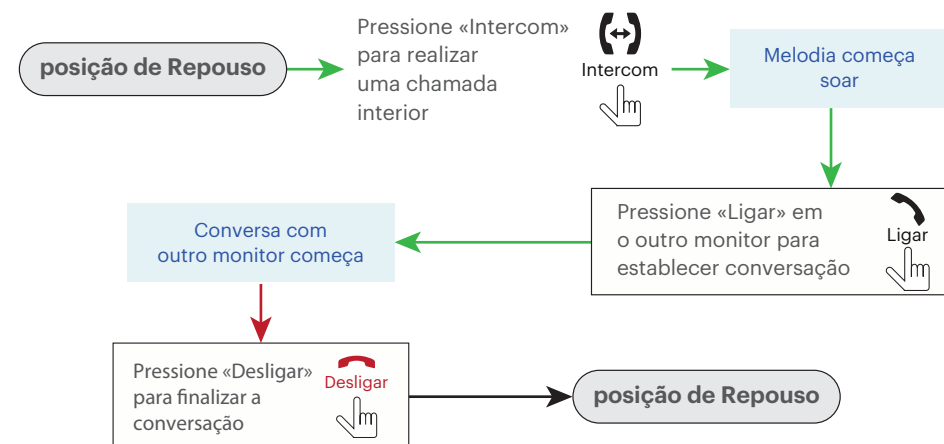 posição de Repouso
Pressione «Intercom»
para realizar
uma chamada
interior
Intercom
Melodia começa
soar
Pressione «Ligar» em
o outro monitor para
establecer conversação
Ligar
Conversa com
outro monitor começa
Pressione «Desligar»
para finalizar a
conversação
Desligar
posição de Repouso